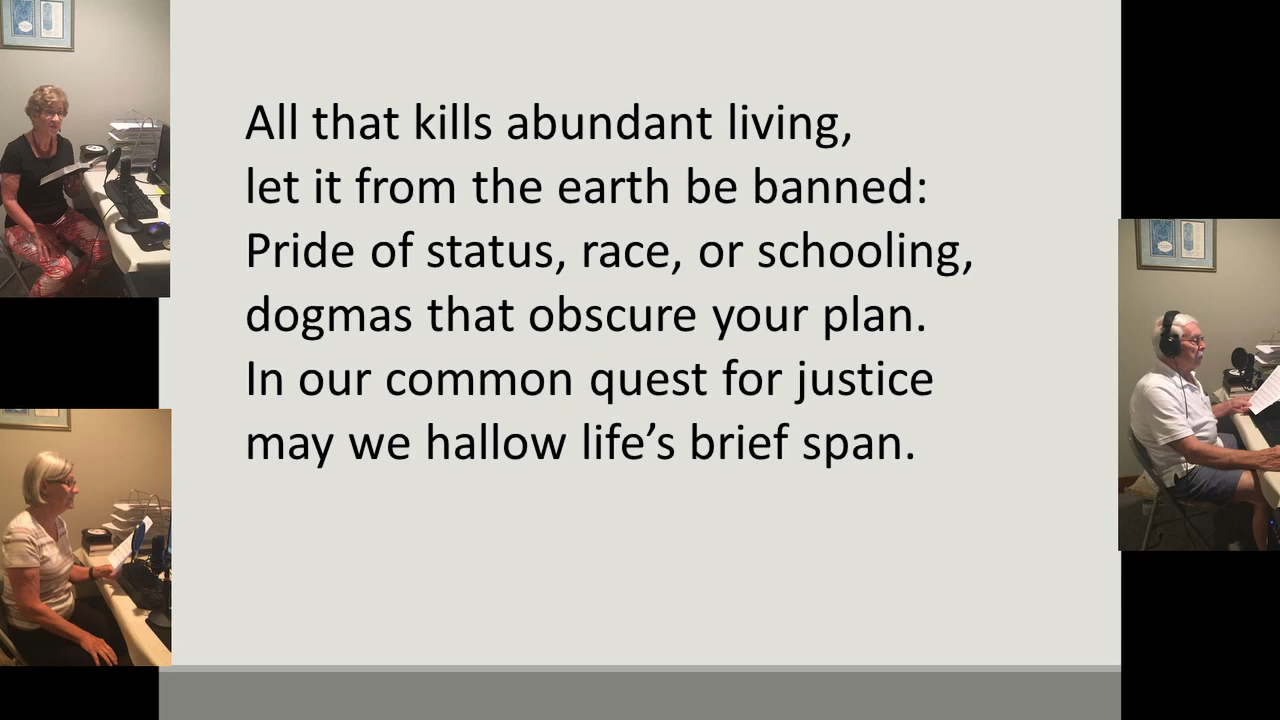 All that kills abundant living,
let it from the earth be banned:
Pride of status, race, or schooling,
dogmas that obscure your plan.
In our common quest for justice
may we hallow life’s brief span.